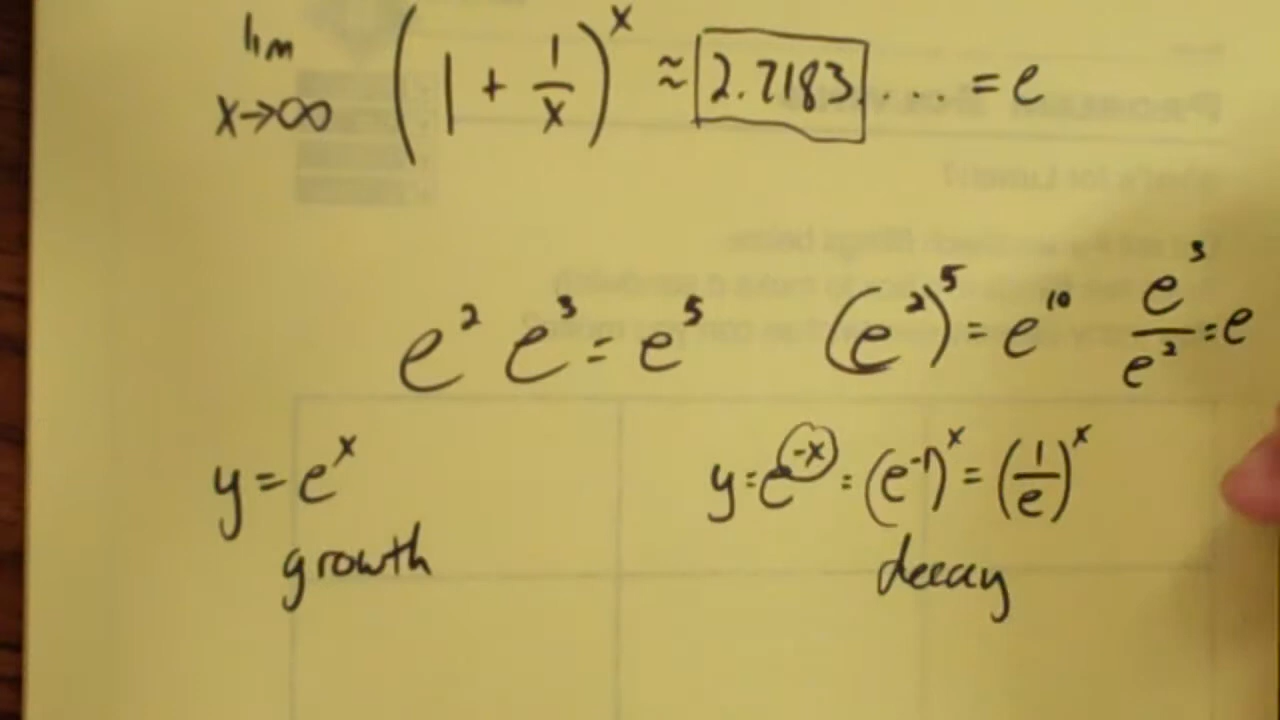 lim x→∞ (1 + 1/x)^x ≈ 2.7183.... = e
e^2 e^3 = e^5
(e^2)^5 = e^10
e^3/e^2 = e
y = e^x
growth
y = e^-x = (e^-1)^x = (1/e)^x
decay